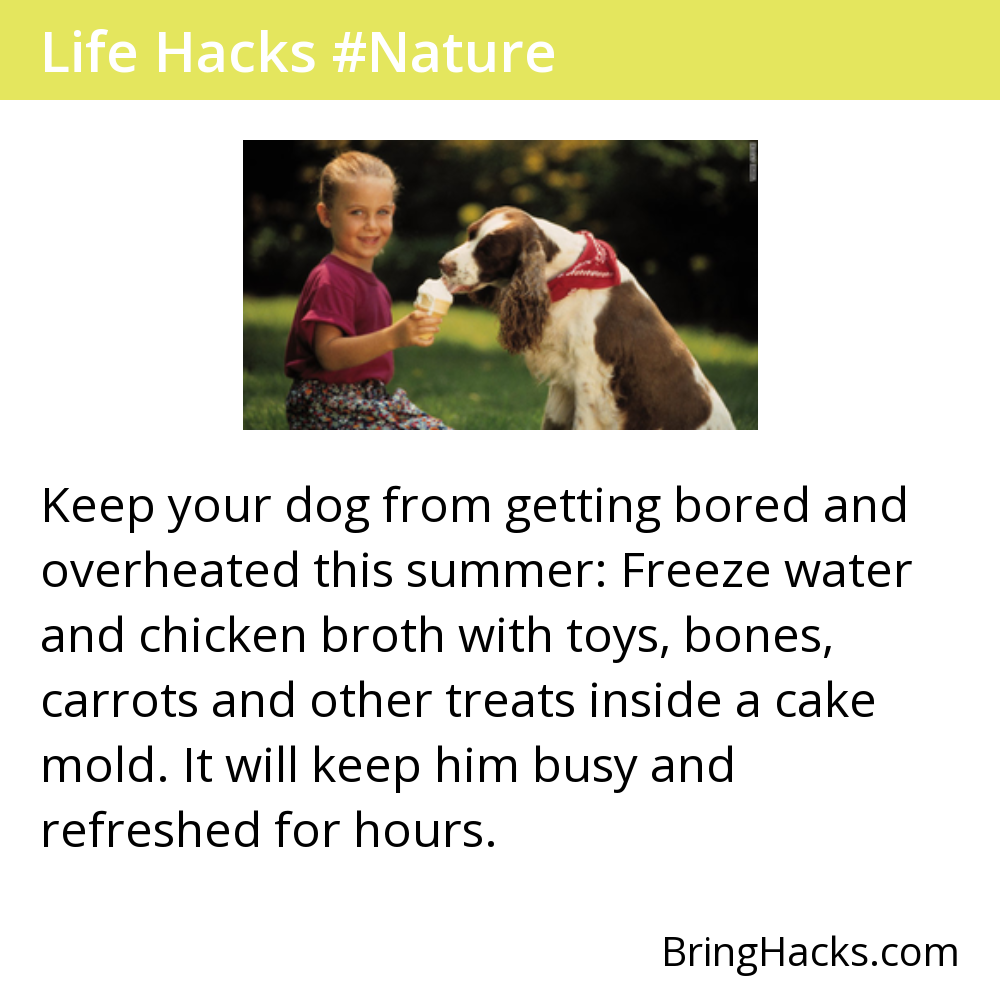 Life Hacks #Nature
Keep your dog from getting bored and
overheated this summer: Freeze water
and chicken broth with toys, bones,
carrots and other treats inside a cake
mold. It will keep him busy and
refreshed for hours.
BringHacks.com